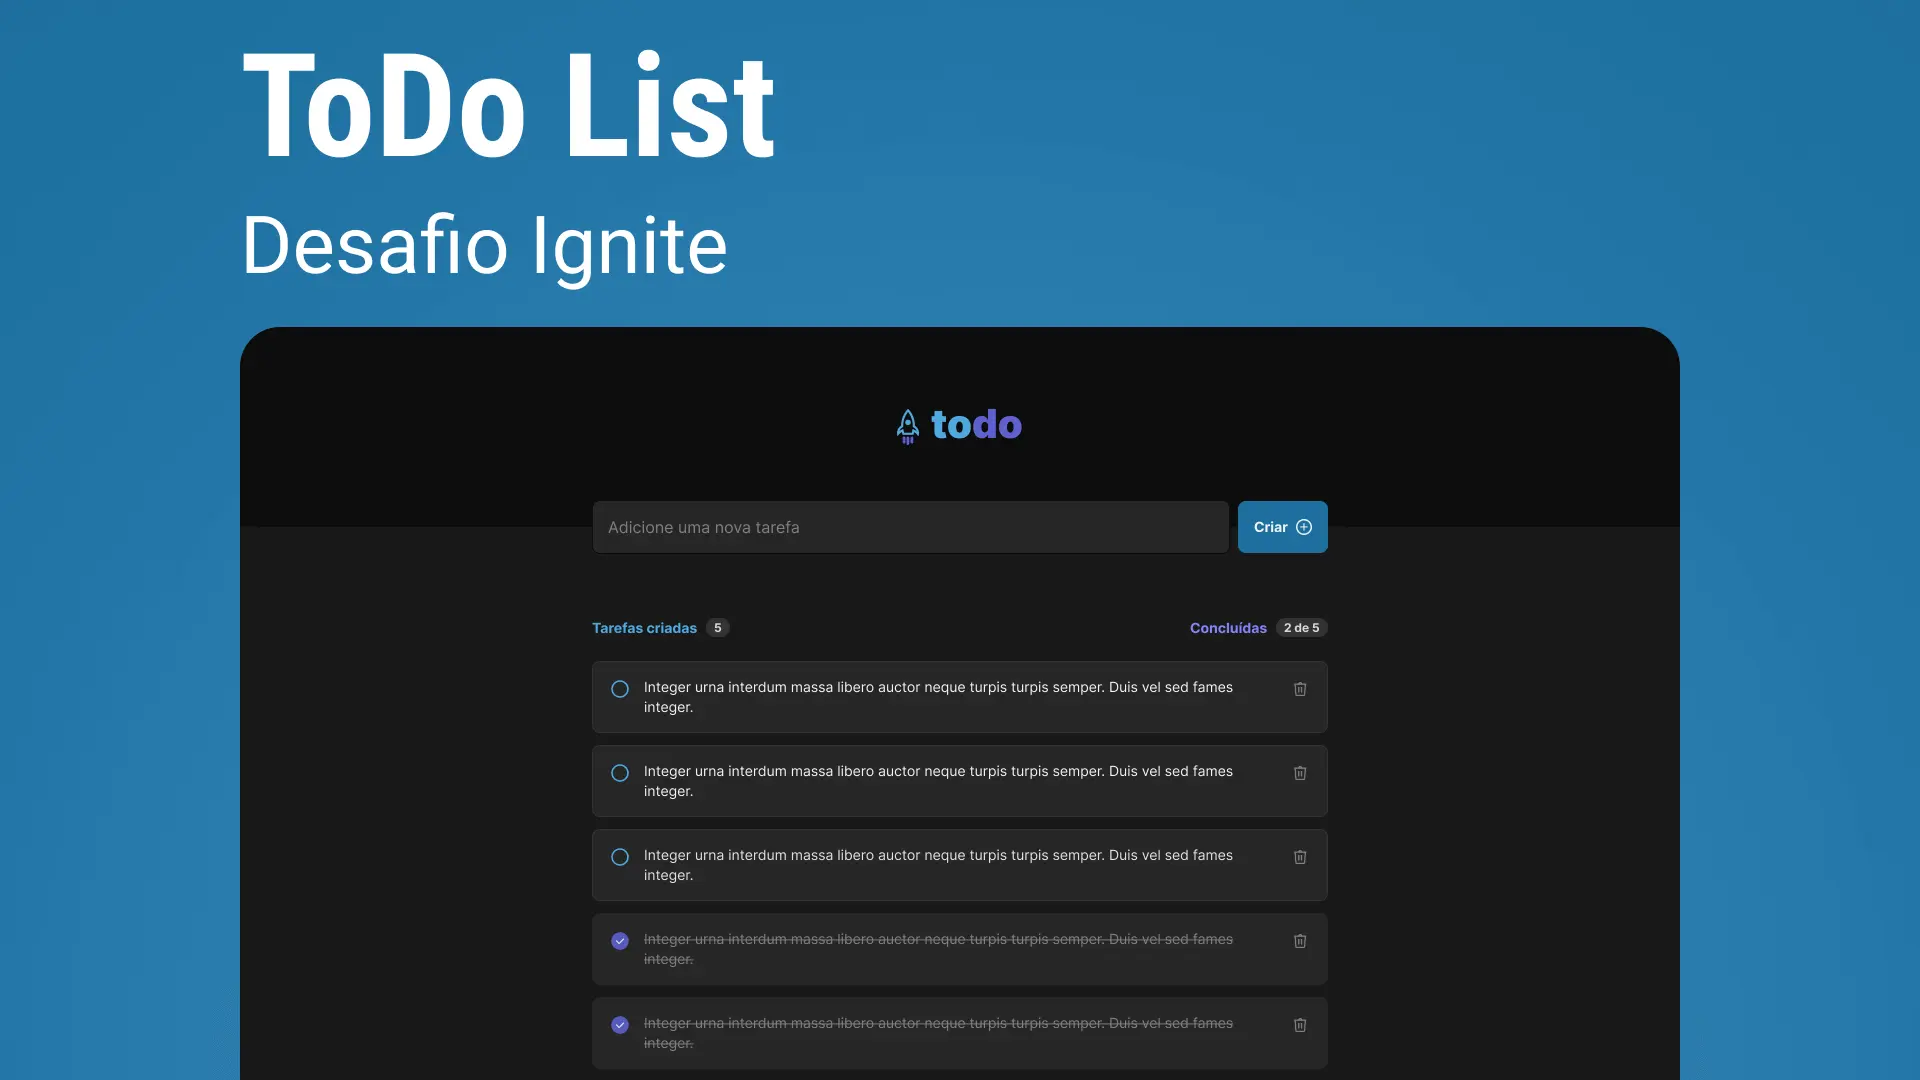 ToDo List
Desafio Ignite
todo
Adicione uma nova tarefa
Criar
Tarefas criadas 5
Concluídas 2 de 5
Integer urna interdum massa libero auctor neque turpis turpis semper. Duis vel sed fames
integer.
Integer urna interdum massa libero auctor neque turpis turpis semper. Duis vel sed fames
integer.
Integer urna interdum massa libero auctor neque turpis turpis semper. Duis vel sed fames
integer.
Integer urna interdum massa libero auctor neque turpis turpis semper. Duis vel sed fames
integer.
Integer urna interdum massa libero auctor neque turpis turpis semper. Duis vel sed fames
integer.